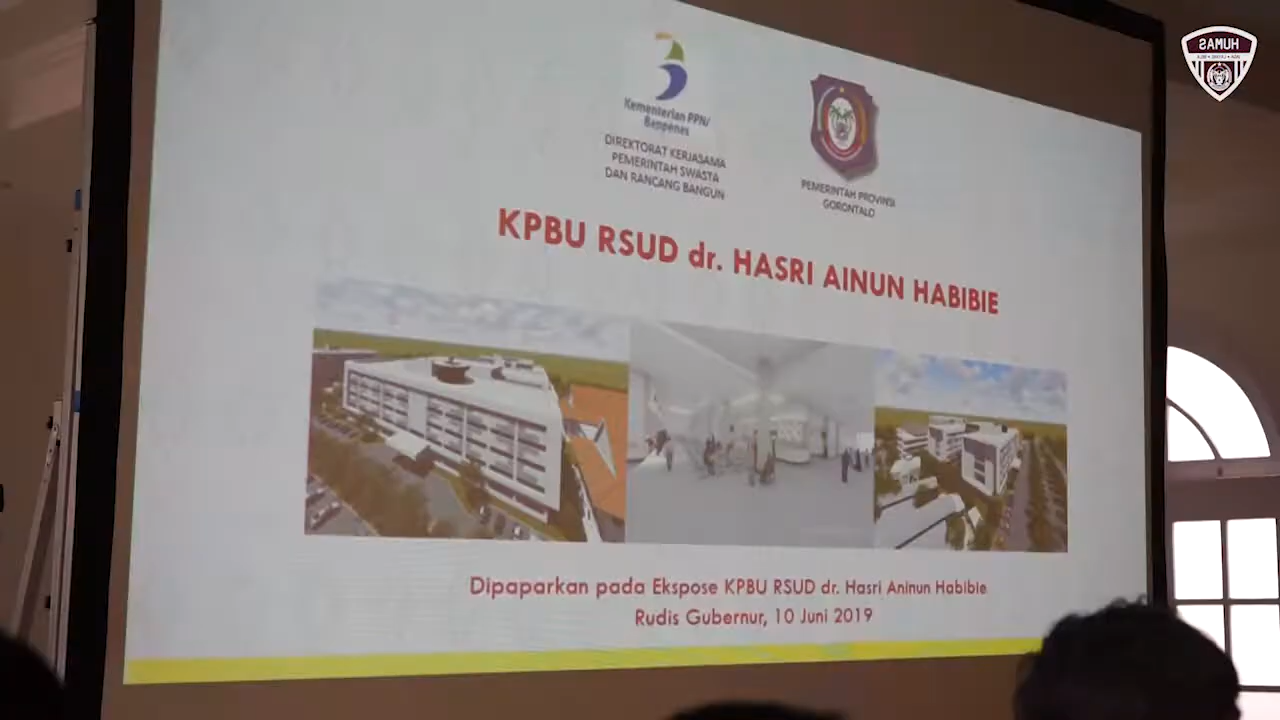 HUMAS
Kementerian PPN/
Bappenas
DIREKTORAT KERJASAMA
PEMERINTAH SWASTA
DAN RANCANG BANGUN
PEMERINTAH PROVINSI
GORONTALO
KPBU RSUD dr. HASRI AINUN HABIBIE
Dipaparkan pada Ekspose KPBU RSUD dr. Hasri Aninun Habibie
Rudis Gubernur, 10 Juni 2019